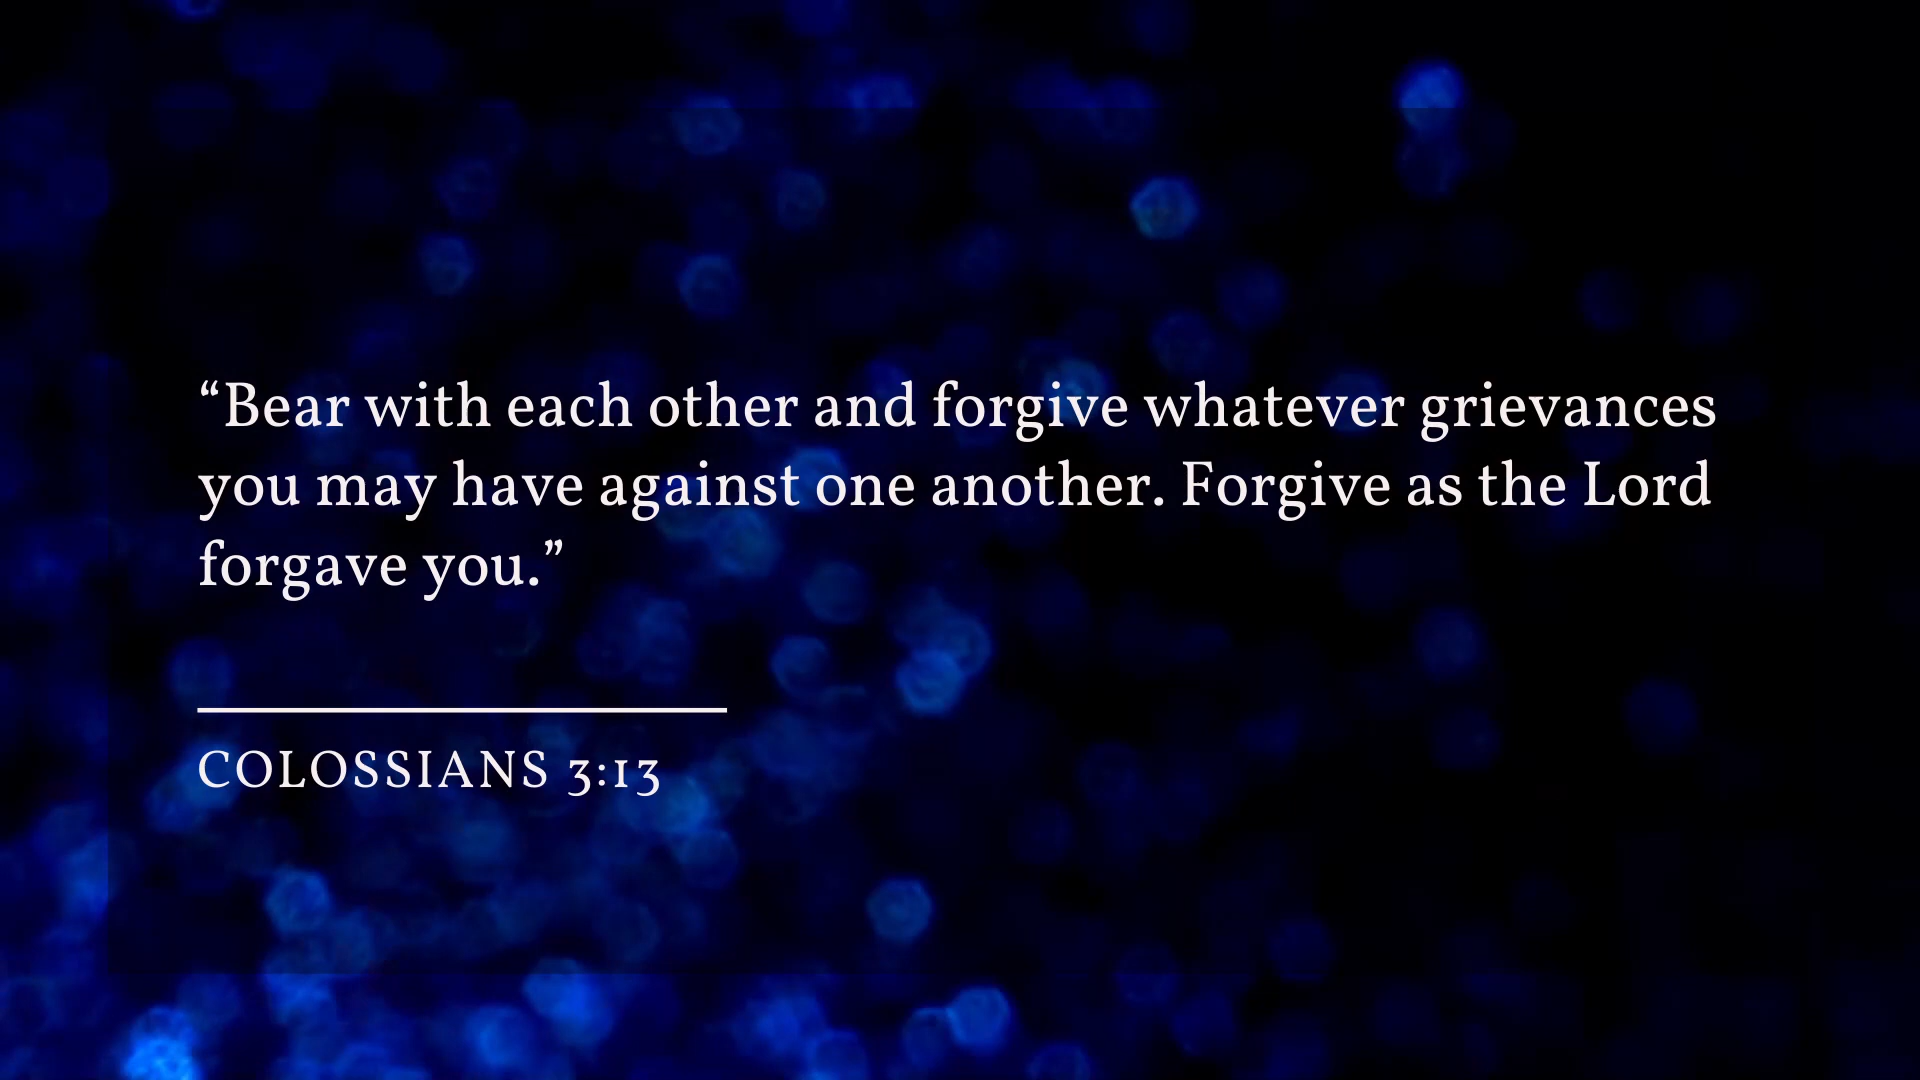 “Bear with each other and forgive whatever grievances
you may have against one another. Forgive as the Lord
forgave you.”
COLOSSIANS 3:13